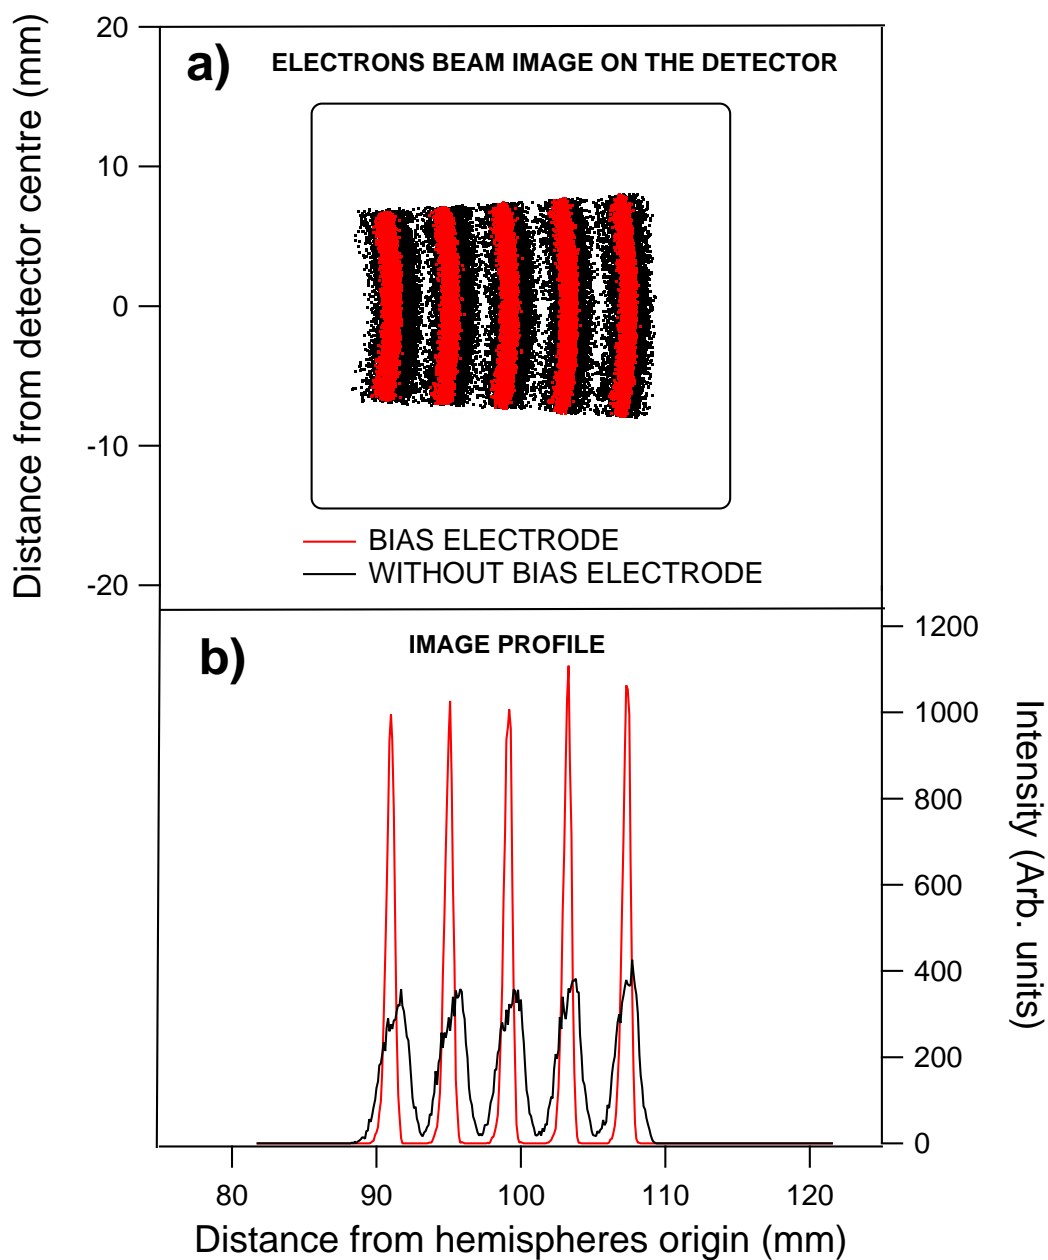 20
10
0
-10
-20
Distance from detector centre (mm)
a)
ELECTRONS BEAM IMAGE ON THE DETECTOR
BIAS ELECTRODE
WITHOUT BIAS ELECTRODE
b)
IMAGE PROFILE
1200
1000
800
600
400
200
0
Intensity (Arb. units)
80 90 100 110 120
Distance from hemispheres origin (mm)